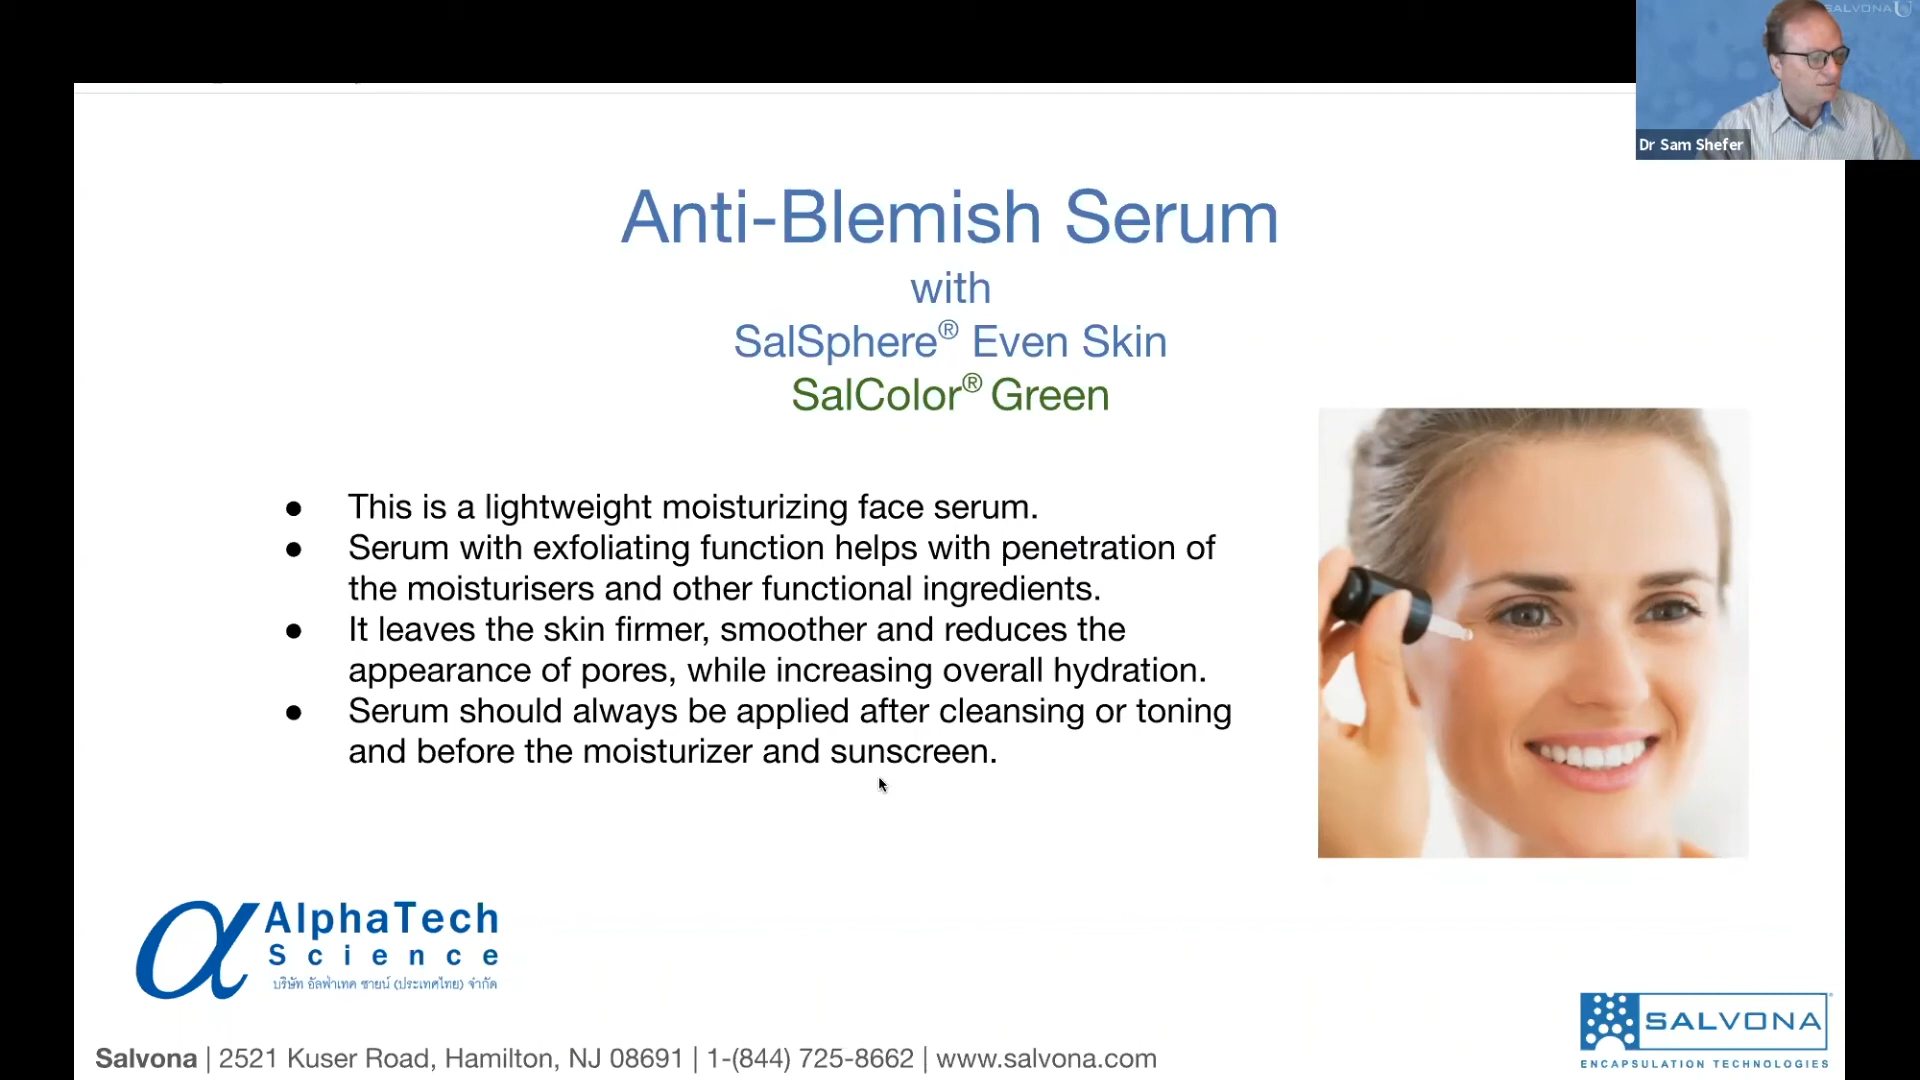 SALVONA
Dr Sam Shefer
Anti-Blemish Serum
with
SalSphere® Even Skin
SalColor® Green
● This is a lightweight moisturizing face serum.
● Serum with exfoliating function helps with penetration of
the moisturisers and other functional ingredients.
● It leaves the skin firmer, smoother and reduces the
appearance of pores, while increasing overall hydration.
● Serum should always be applied after cleansing or toning
and before the moisturizer and sunscreen.
α AlphaTech
Science
บริษัท อัลฟ่าเทค ซายน์ (ประเทศไทย) จำกัด
SALVONA
ENCAPSULATION TECHNOLOGIES
Salvona | 2521 Kuser Road, Hamilton, NJ 08691 | 1-(844) 725-8662 | www.salvona.com